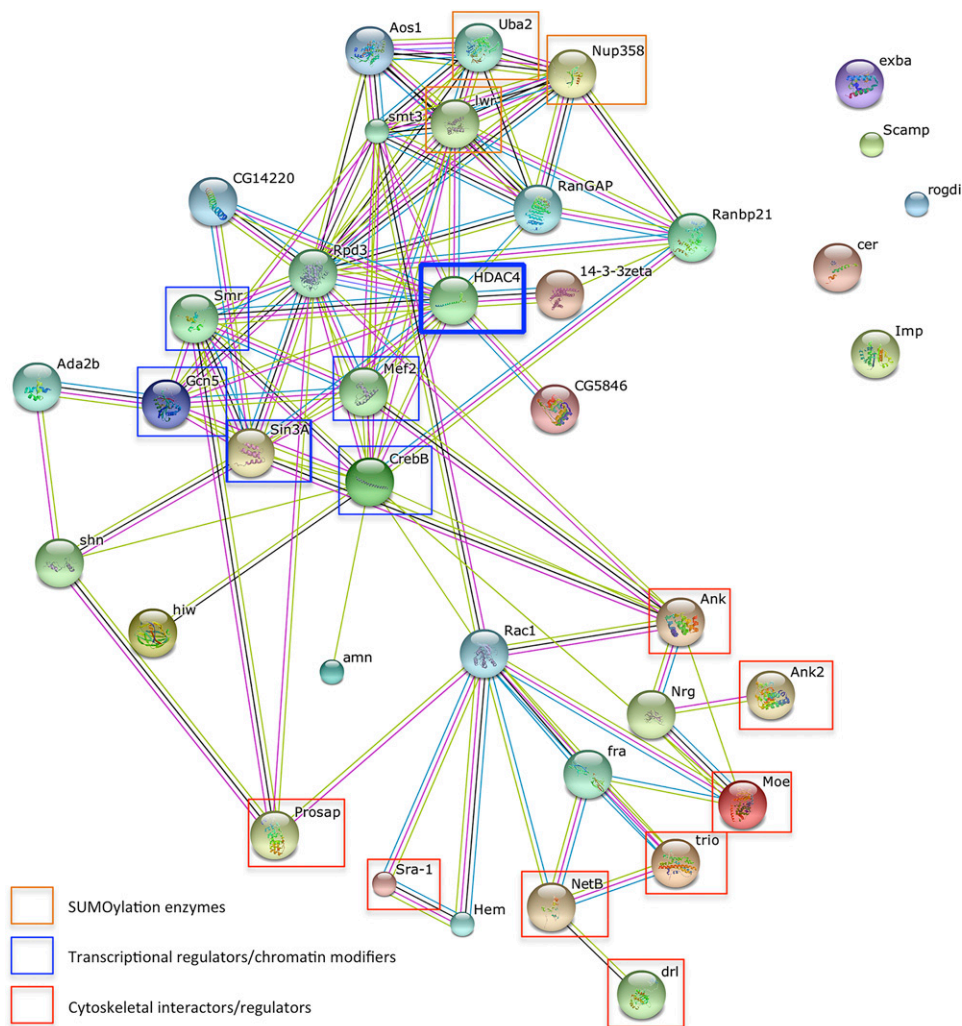 Aos1
Uba2
Nup358
exba
lwr
smt3
Scamp
CG14220
RanGAP
rogdi
Ranbp21
cer
Rpd3
HDAC4
14-3-3zeta
Smr
Imp
Ada2b
Gcn5
Mef2
CG5846
Sin3A
CrebB
shn
hiw
amn
Rac1
Ank
Nrg
Ank2
fra
Moe
Prosap
trio
Sra-1
NetB
Hem
drl
SUMOylation enzymes
Transcriptional regulators/chromatin modifiers
Cytoskeletal interactors/regulators